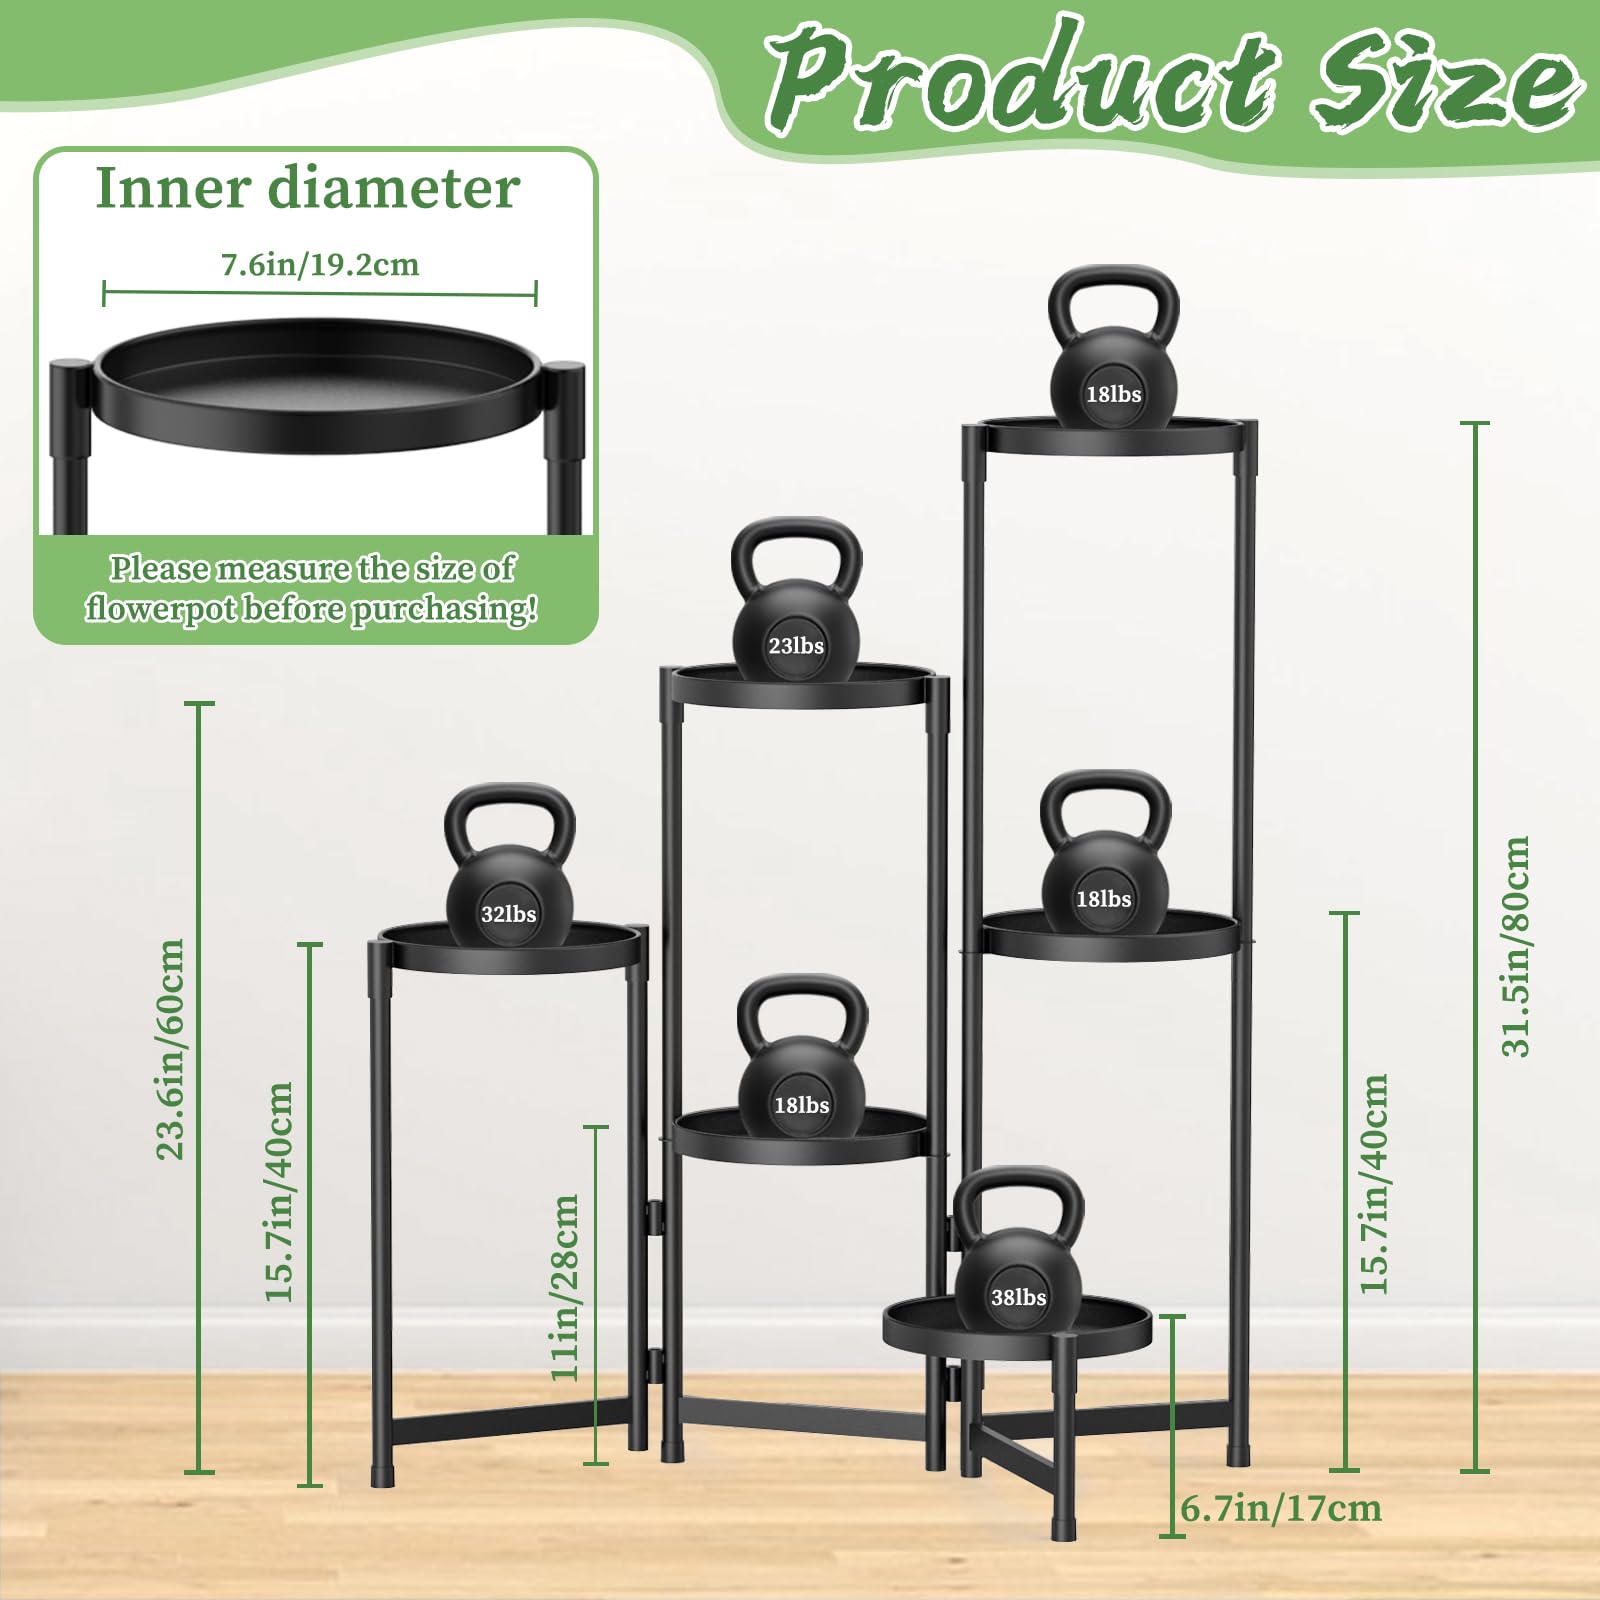 Product Size
Inner diameter
7.6in/19.2cm
Please measure the size of
flowerpot before purchasing!
18lbs
23lbs
32lbs
18lbs
18lbs
38lbs
23.6in/60cm
15.7in/40cm
11in/28cm
31.5in/80cm
15.7in/40cm
6.7in/17cm